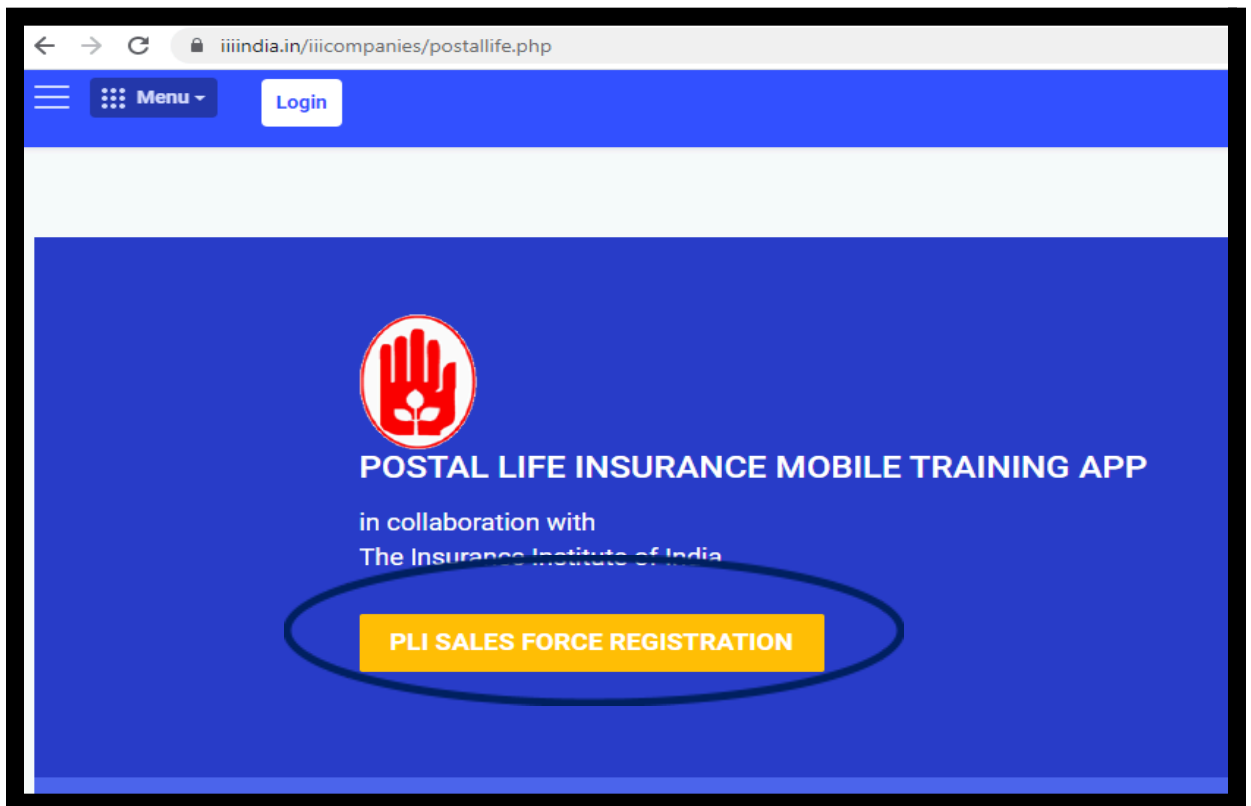 iiiindia.in/iiicompanies/postallife.php
Menu
Login
POSTAL LIFE INSURANCE MOBILE TRAINING APP
in collaboration with
The Insurance Institute of India
PLI SALES FORCE REGISTRATION